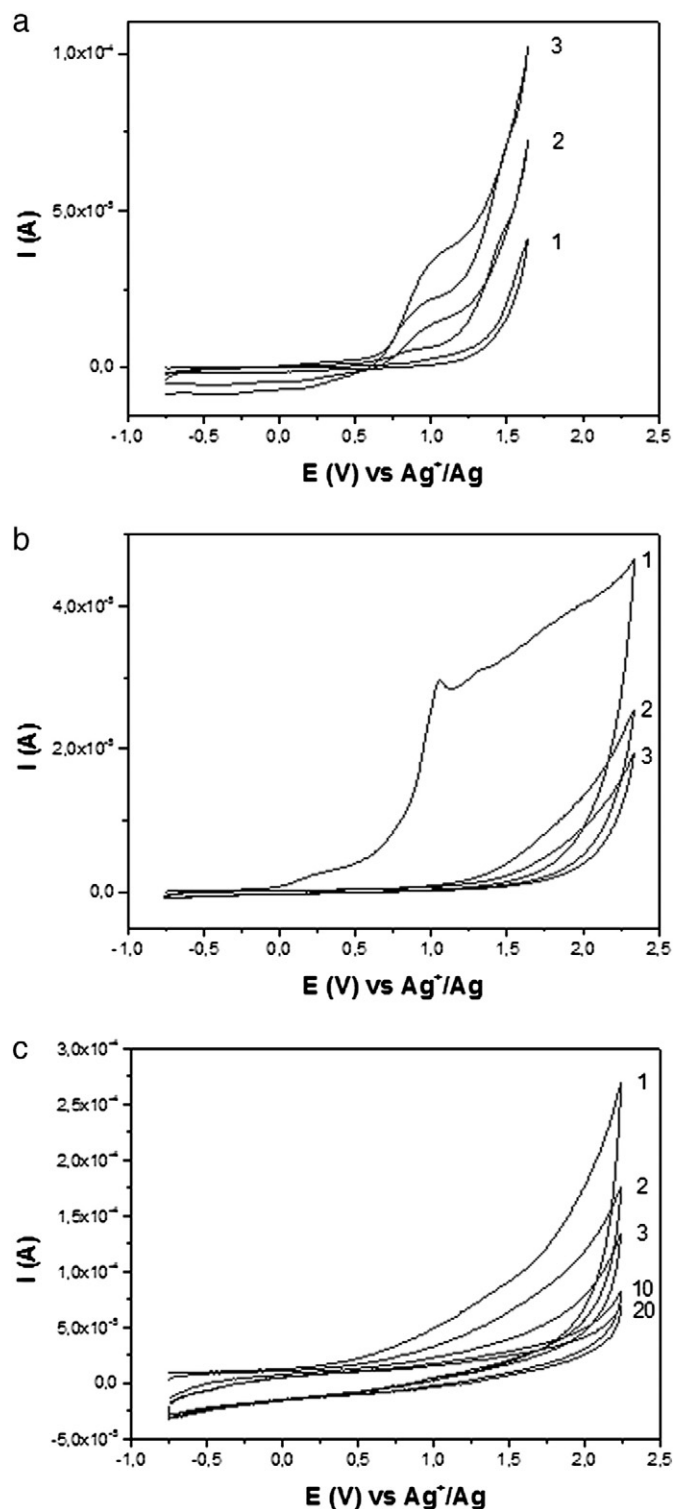 a
1,0x10⁻⁴
5,0x10⁻⁵
0,0
I (A)
3
2
1
-1,0 -0,5 0,0 0,5 1,0 1,5 2,0 2,5
E (V) vs Ag⁺/Ag
b
4,0x10⁻⁵
2,0x10⁻⁵
0,0
I (A)
1
2
3
-1,0 -0,5 0,0 0,5 1,0 1,5 2,0 2,5
E (V) vs Ag⁺/Ag
c
3,0x10⁻⁴
2,5x10⁻⁴
2,0x10⁻⁴
1,5x10⁻⁴
1,0x10⁻⁴
5,0x10⁻⁵
0,0
-5,0x10⁻⁵
I (A)
1
2
3
10
20
-1,0 -0,5 0,0 0,5 1,0 1,5 2,0 2,5
E (V) vs Ag⁺/Ag